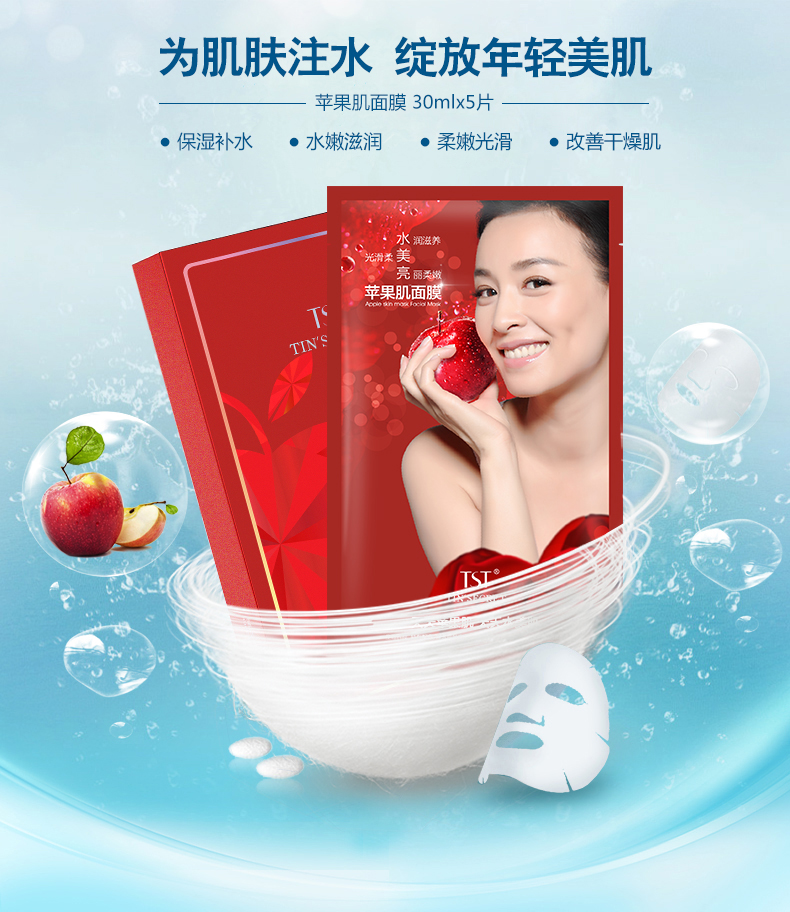 为肌肤注水 绽放年轻美肌
苹果肌面膜 30mlx5片
• 保湿补水 • 水嫩滋润 • 柔嫩光滑 • 改善干燥肌
水润滋养
光滑柔美
亮丽柔嫩
苹果肌面膜
Apple skin mask Facial Mask
TIN'S
TST®